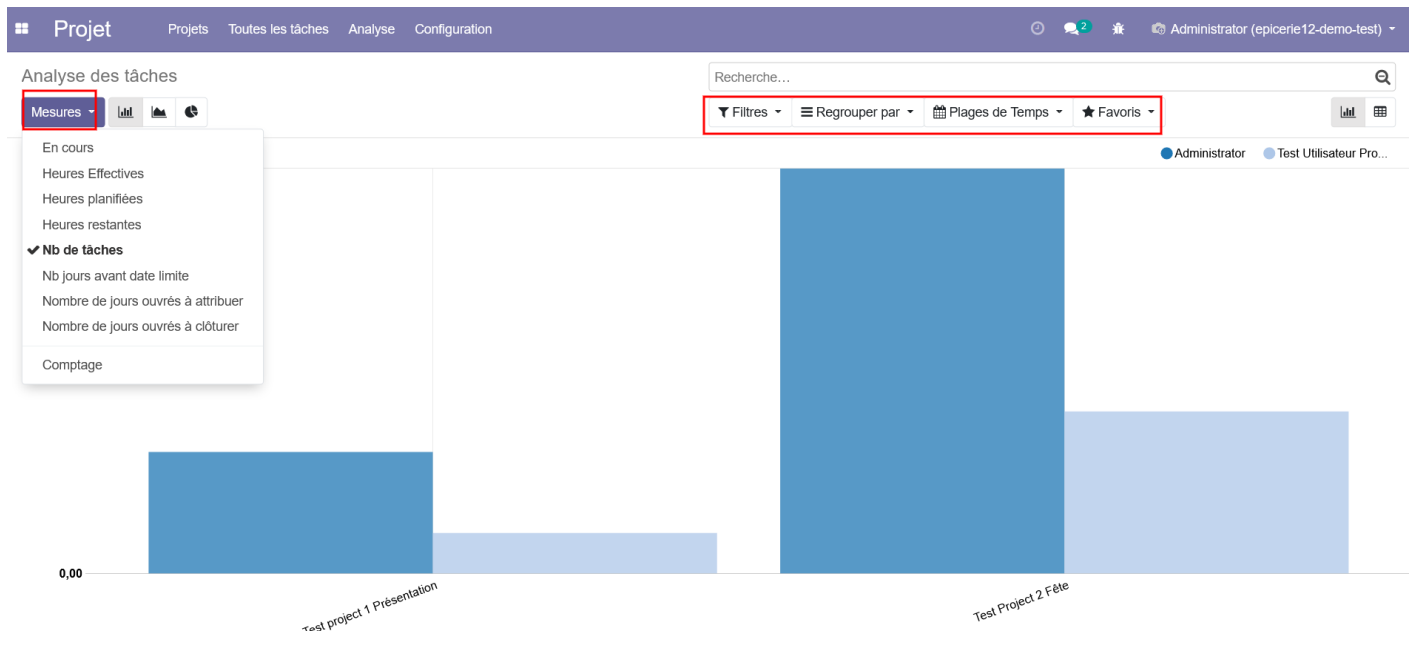 Projet Projets Toutes les tâches Analyse Configuration 2 Administrator (epicerie12-demo-test)
Analyse des tâches Recherche...
Mesures Filtres Regrouper par Plages de Temps Favoris
En cours
Administrator Test Utilisateur Pro...
Heures Effectives
Heures planifiées
Heures restantes
Nb de tâches
Nb jours avant date limite
Nombre de jours ouvrés à attribuer
Nombre de jours ouvrés à clôturer
Comptage
0,00
Test project 1 Présentation
Test Project 2 Fête